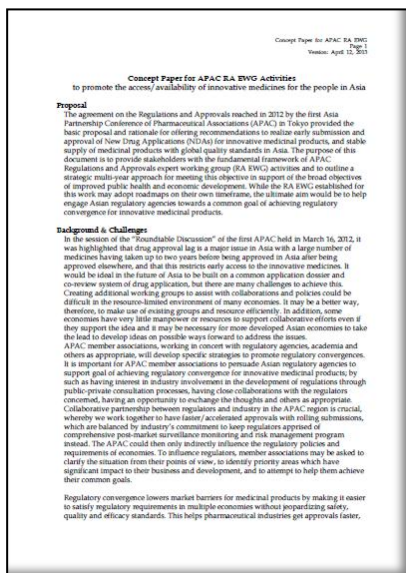 Concept Paper for APAC RA EWG
Page 1
Version: April 12, 2013
Concept Paper for APAC RA EWG Activities
to promote the access/availability of innovative medicines for the people in Asia
Proposal
The agreement on the Regulations and Approvals reached in 2012 by the first Asia
Partnership Conference of Pharmaceutical Associations (APAC) in Tokyo provided the
basic proposal and rationale for offering recommendations to realize early submission and
approval of New Drug Applications (NDAs) for innovative medicinal products, and stable
supply of medicinal products with global quality standards in Asia. The purpose of this
document is to provide stakeholders with the fundamental framework of APAC
Regulations and Approvals expert working group (RA EWG) activities and to outline a
strategic multi-year approach for meeting this objective in support of the broad objectives
of improved public health and economic development. While the RA EWG established for
this work may adopt roadmaps on their own timeframe, the ultimate aim would be to help
engage Asian regulatory agencies towards a common goal of achieving regulatory
convergence for innovative medicinal products.
Background & Challenges
In the session of the "Roundtable Discussion" of the first APAC held in March 16, 2012, it
was highlighted that drug approval lag is a major issue in Asia with a large number of
medicines having taken up to two years before being approved in Asia after being
approved elsewhere, and that this restricts early access to the innovative medicines. It
would be ideal in the future of Asia to be built on a common application dossier and
co-review system of drug application, but there are many challenges to achieve this.
Creating additional working groups to assist with collaborations and policies could be
difficult in the resource-limited environment of many economies. It may be a better way,
therefore, to make use of existing groups and resource efficiently. In addition, some
economies have very little manpower or resources to support collaborative efforts even if
they support the idea and it may be necessary for more developed Asian economies to take
the lead to develop ideas on possible ways forward to address the issues.
APAC member associations, working in concert with regulatory agencies, academia and
others as appropriate, will develop specific strategies to promote regulatory convergences.
It is important for APAC member associations to persuade Asian regulatory agencies to
support goal of achieving regulatory convergence for innovative medicinal products; by
such as having interest in industry involvement in the development of regulations through
public-private consultation processes, having close collaborations with the regulators
concerned, having an opportunity to exchange the thoughts and others as appropriate.
Collaborative partnership between regulators and industry in the APAC region is crucial,
whereby we work together to have faster/accelerated approvals with rolling submissions,
which are balanced by industry's commitment to keep regulators apprised of
comprehensive post-market surveillance monitoring and risk management program
instead. The APAC could then only indirectly influence the regulatory policies and
requirements of economies. To influence regulators, member associations may be asked to
clarify the situation from their points of view, to identify priority areas which have
significant impact to their business and development, and to attempt to help them achieve
their common goals.
Regulatory convergence lowers market barriers for medicinal products by making it easier
to satisfy regulatory requirements in multiple economies without jeopardizing safety,
quality and efficacy standards. This helps pharmaceutical industries get approvals faster,